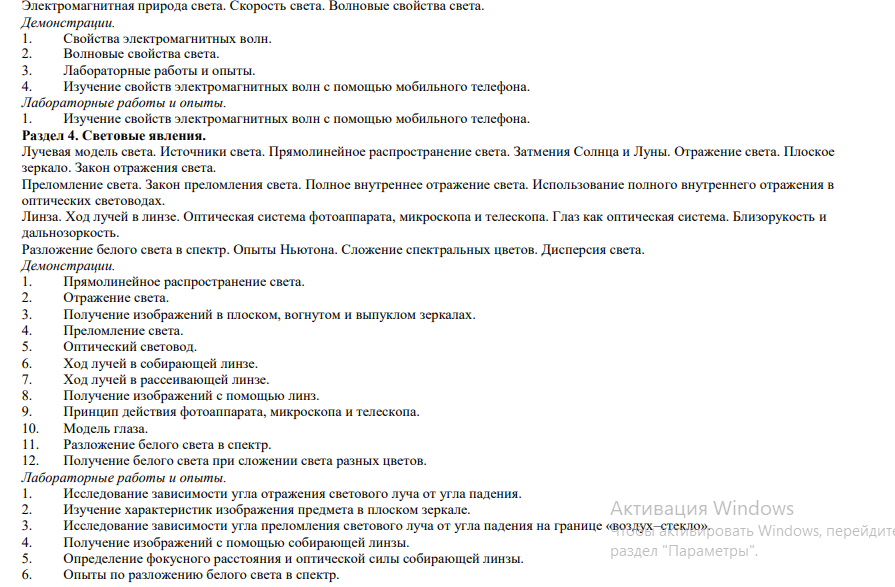 Электромагнитная природа света. Скорость света. Волновые свойства света.
Демонстрации.
1. Свойства электромагнитных волн.
2. Волновые свойства света.
3. Лабораторные работы и опыты.
4. Изучение свойств электромагнитных волн с помощью мобильного телефона.
Лабораторные работы и опыты.
1. Изучение свойств электромагнитных волн с помощью мобильного телефона.
Раздел 4. Световые явления.
Лучевая модель света. Источники света. Прямолинейное распространение света. Затмения Солнца и Луны. Отражение света. Плоское
зеркало. Закон отражения света.
Преломление света. Закон преломления света. Полное внутреннее отражение света. Использование полного внутреннего отражения в
оптических световодах.
Линза. Ход лучей в линзе. Оптическая система фотоаппарата, микроскопа и телескопа. Глаз как оптическая система. Близорукость и
дальнозоркость.
Разложение белого света в спектр. Опыты Ньютона. Сложение спектральных цветов. Дисперсия света.
Демонстрации.
1. Прямолинейное распространение света.
2. Отражение света.
3. Получение изображений в плоском, вогнутом и выпуклом зеркалах.
4. Преломление света.
5. Оптический световод.
6. Ход лучей в собирающей линзе.
7. Ход лучей в рассеивающей линзе.
8. Получение изображений с помощью линз.
9. Принцип действия фотоаппарата, микроскопа и телескопа.
10. Модель глаза.
11. Разложение белого света в спектр.
12. Получение белого света при сложении света разных цветов.
Лабораторные работы и опыты.
1. Исследование зависимости угла отражения светового луча от угла падения.
2. Изучение характеристик изображения предмета в плоском зеркале.
3. Исследование зависимости угла преломления светового луча от угла падения на границе «воздух–стекло».
4. Получение изображений с помощью собирающей линзы.
5. Определение фокусного расстояния и оптической силы собирающей линзы.
6. Опыты по разложению белого света в спектр.
Активация Windows
Чтобы активировать Windows, перейдите
раздел "Параметры".